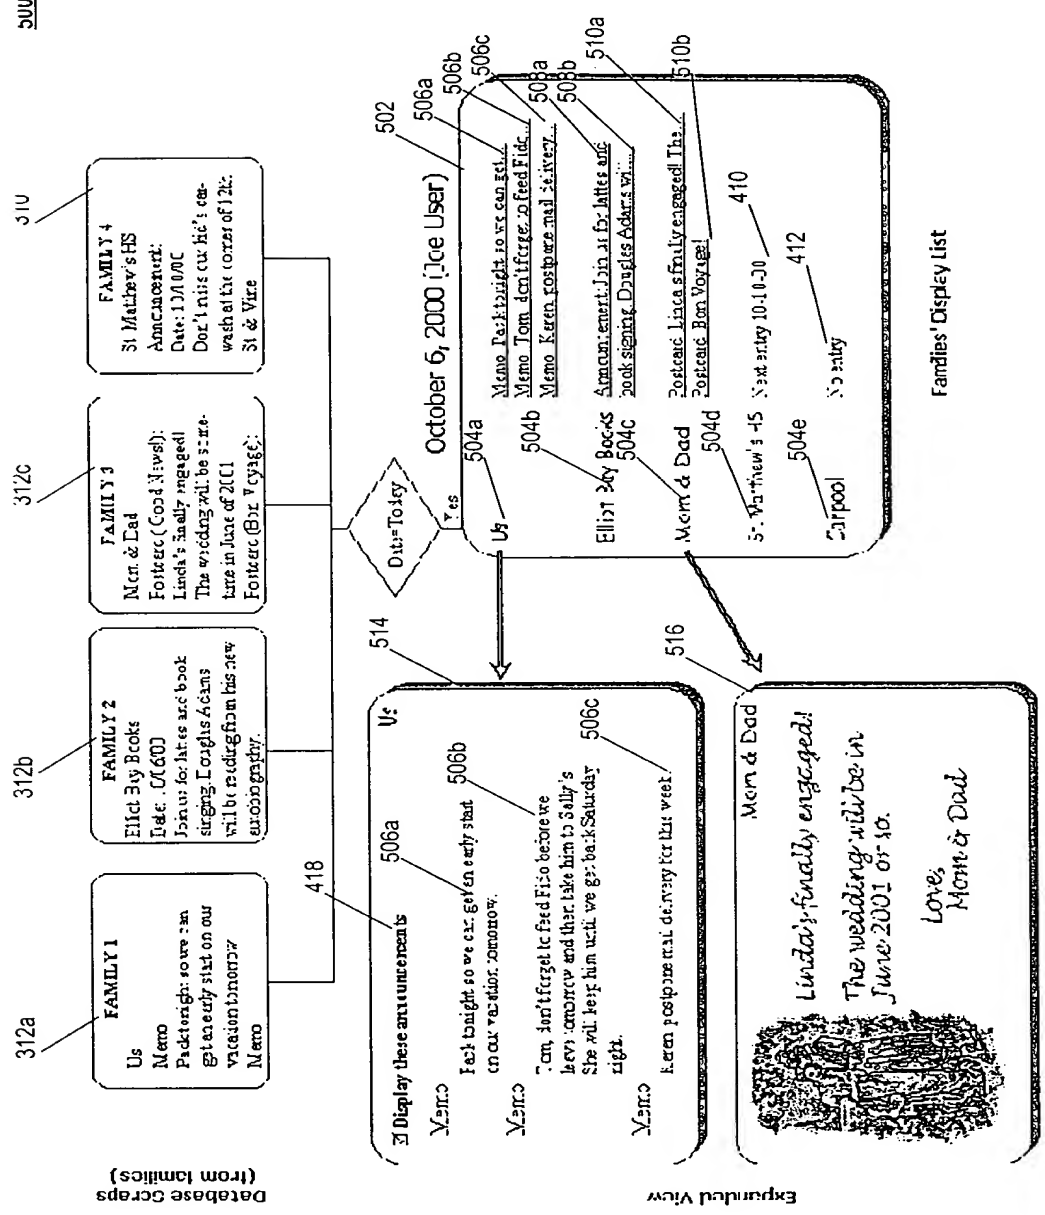 500
Database Scraps
(from families)
312a
FAMILY 1
Us
Memo
Pack tonight so we can
get an early start on our
vacation tomorrow
Memo
312b
FAMILY 2
Elliot Bay Books
Join us for lattes and book
singing. Douglas Adams
will be reading from his new
autobiography.
312c
FAMILY 3
Mom & Dad
Postcard (Good News!):
Linda's finally engaged!
The wedding will be some-
time in June of 2001
Postcard (Bon Voyage):
310
FAMILY 4
St Matthew's HS
Announcement:
Date: 10/10/00
Don't miss our kid's car-
wash at the corner of 12th
St & Vine
418
Date=Today
Yes
October 6, 2000 (Joe User)
502
504a
Us
506a
Memo Pack tonight so we can get...
506b
Memo Tom, don't forget to feed Fido...
506c
Memo Keren postpone mail delivery...
504b
Elliot Bay Books
508a
Announcement Join us for lattes and
508b
book signing. Douglas Adams will...
504c
Mom & Dad
510a
Postcard Linda's finally engaged! The...
510b
Postcard Bon Voyage!
504d
St. Matthew's HS
Next entry 10-10-00
410
504e
Carpool
No entry
412
Families' Display List
Expanded View
514
Us
Display these announcements
506a
Memo
Pack tonight so we can get an early start
on our vacation tomorrow.
506b
Memo
Tom, don't forget to feed Fido before we
leave tomorrow and then take him to Sally's
She will keep him until we get back Saturday
night.
506c
Memo
Keren postpone mail delivery for this week.
516
Mom & Dad
Linda's finally engaged!
The wedding will be in
June 2001 or so.
Love,
Mom & Dad